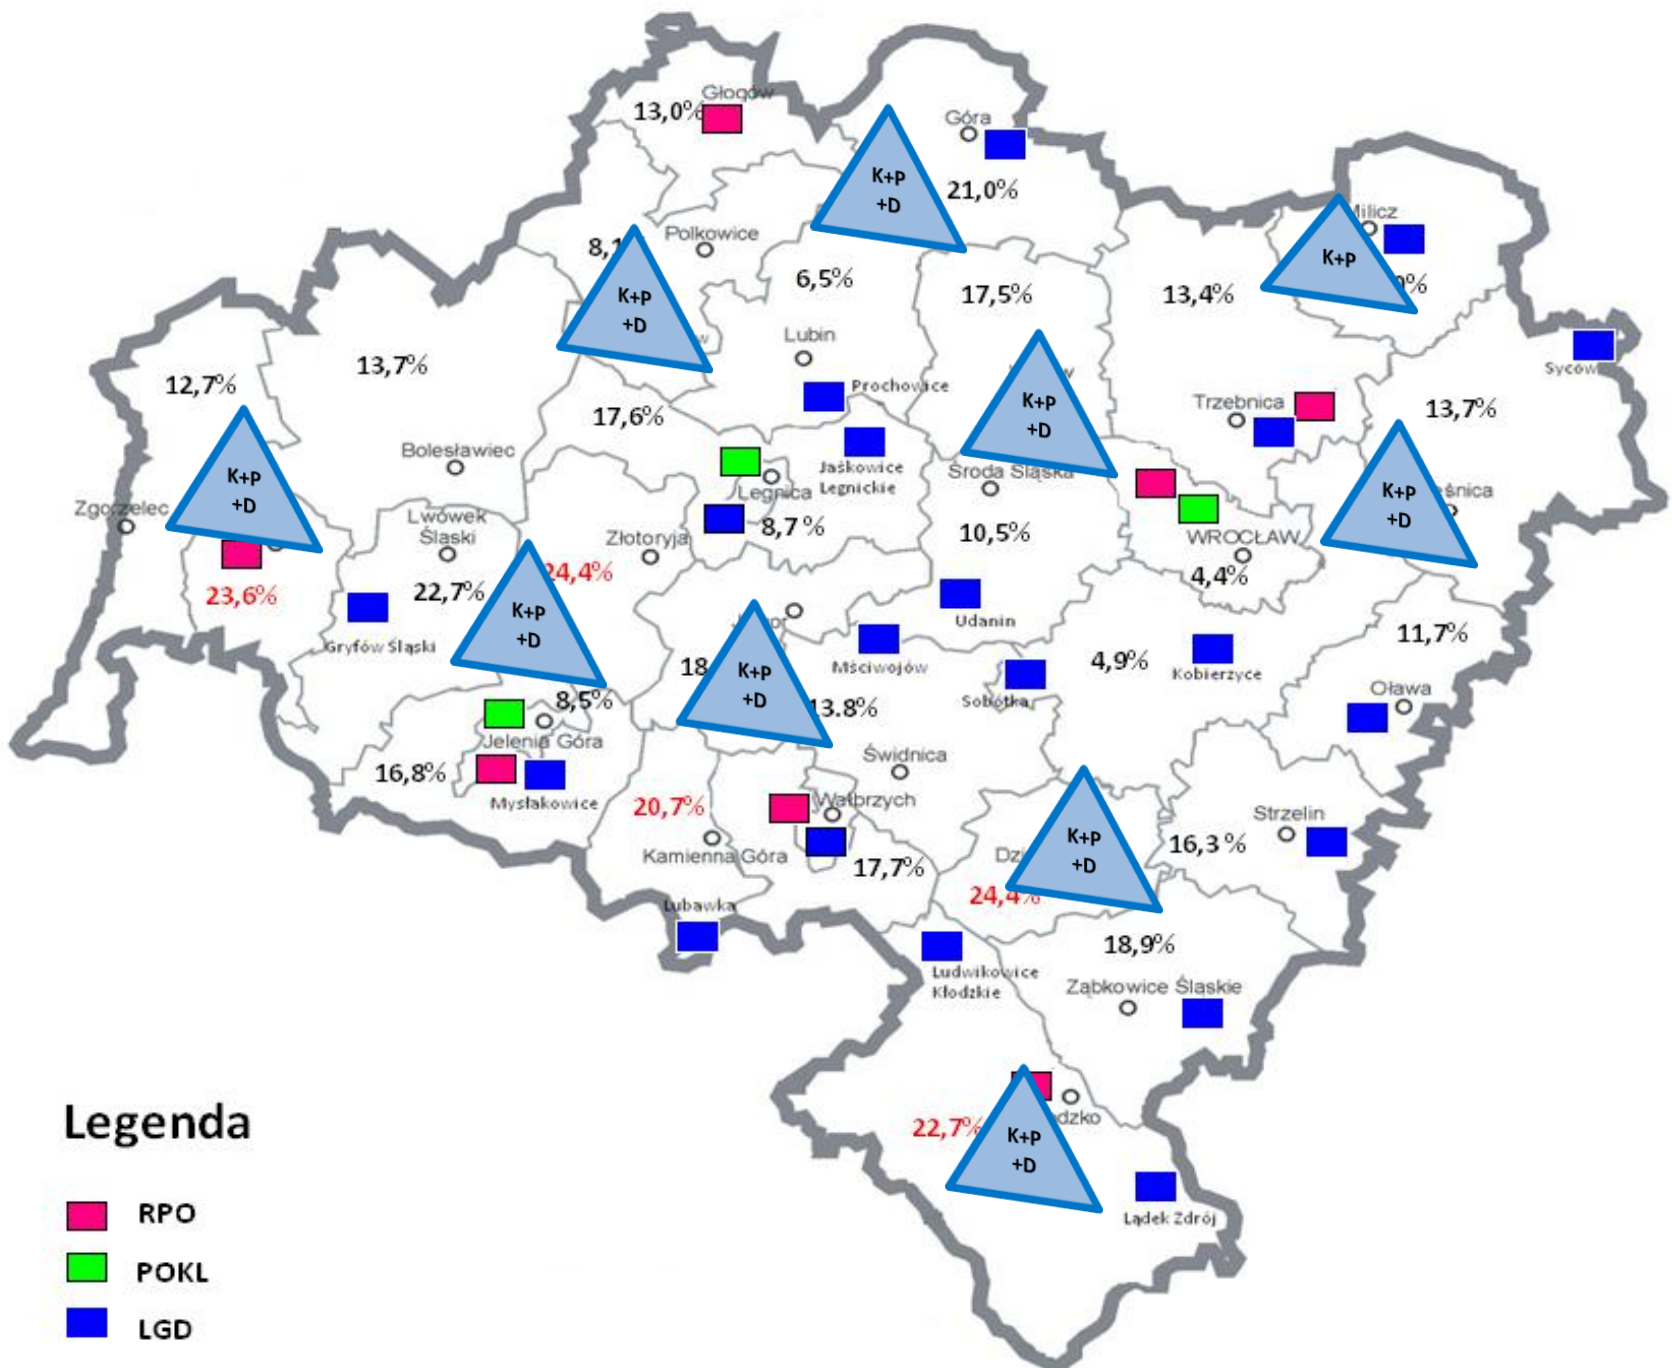 Głogów
13,0%
Góra
21,0%
K+P
+D
Milicz
K+P
Polkowice
K+P
+D
6,5%
17,5%
13,4%
Lubin
Prochowice
Syców
13,7%
12,7%
13,7%
17,6%
K+P
+D
Trzebnica
Bolesławiec
Jaśkowice
Legnickie
Środa Śląska
Legnica
8,7 %
K+P
+D
K+P
+D
Zgorzelec
Lwówek
Śląski
Złotoryja
10,5%
WROCŁAW
4,4%
23,6%
22,7%
24,4%
K+P
+D
Gryfów Śląski
Udanin
11,7%
Mściwojów
4,9%
Kobierzyce
K+P
+D
13.8%
Sobótka
Oława
8,5%
Jelenia Góra
16,8%
Mysłakowice
Świdnica
20,7%
Wałbrzych
Kamienna Góra
17,7%
K+P
+D
24,4%
16,3 %
Strzelin
Lubawka
18,9%
Ludwikowice
Kłodzkie
Ząbkowice Śląskie
22,7%
K+P
+D
Lądek Zdrój
Legenda
RPO
POKL
LGD